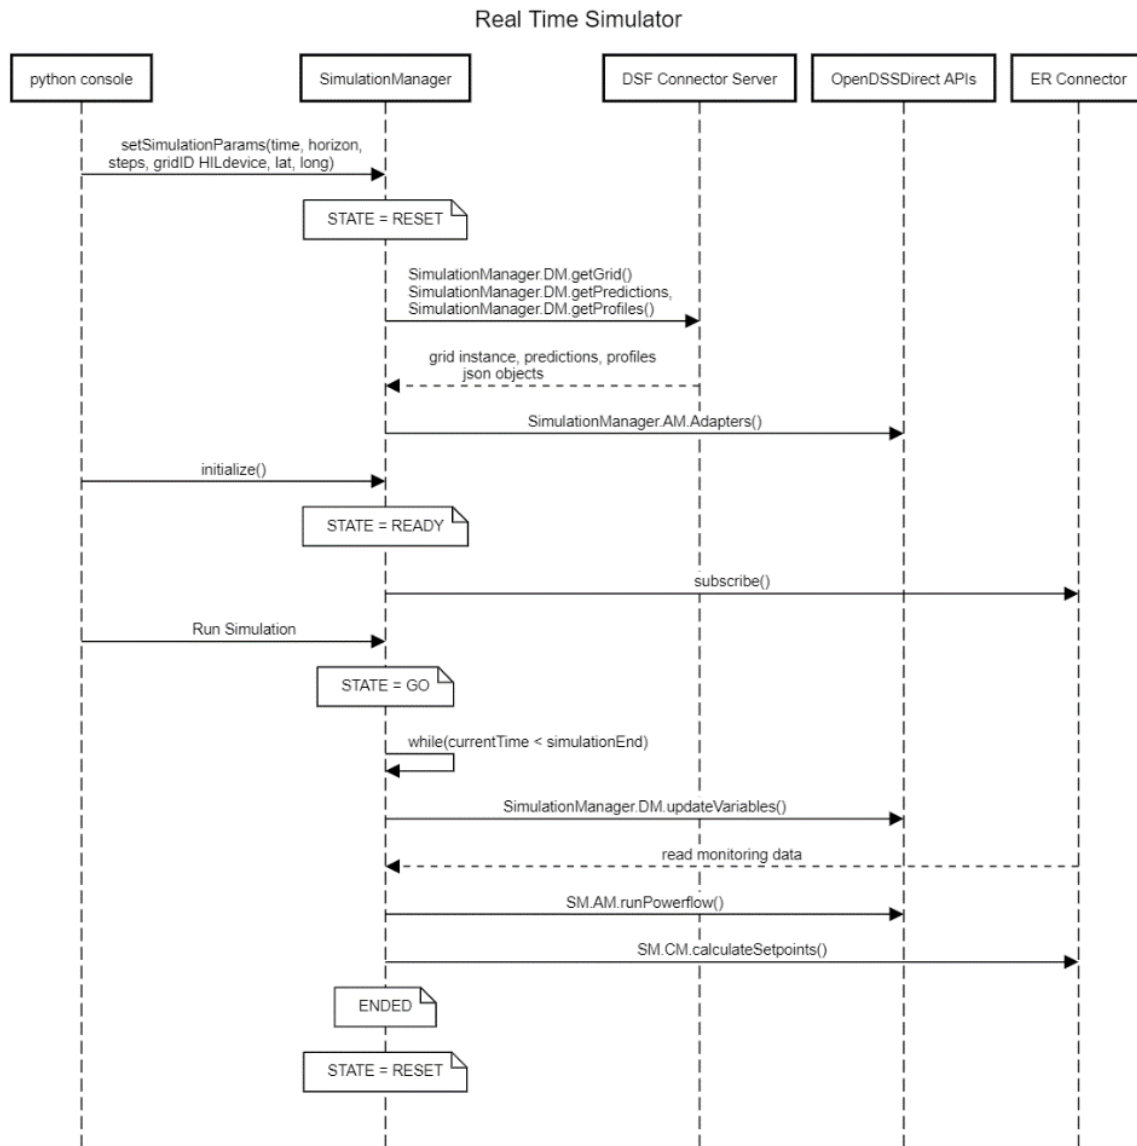 Real Time Simulator
python console
SimulationManager
DSF Connector Server
OpenDSSDirect APIs
ER Connector
setSimulationParams(time, horizon,
steps, gridID HILdevice, lat, long)
STATE = RESET
SimulationManager.DM.getGrid()
SimulationManager.DM.getPredictions,
SimulationManager.DM.getProfiles()
grid instance, predictions, profiles
json objects
SimulationManager.AM.Adapters()
initialize()
STATE = READY
subscribe()
Run Simulation
STATE = GO
while(currentTime < simulationEnd)
SimulationManager.DM.updateVariables()
read monitoring data
SM.AM.runPowerflow()
SM.CM.calculateSetpoints()
ENDED
STATE = RESET